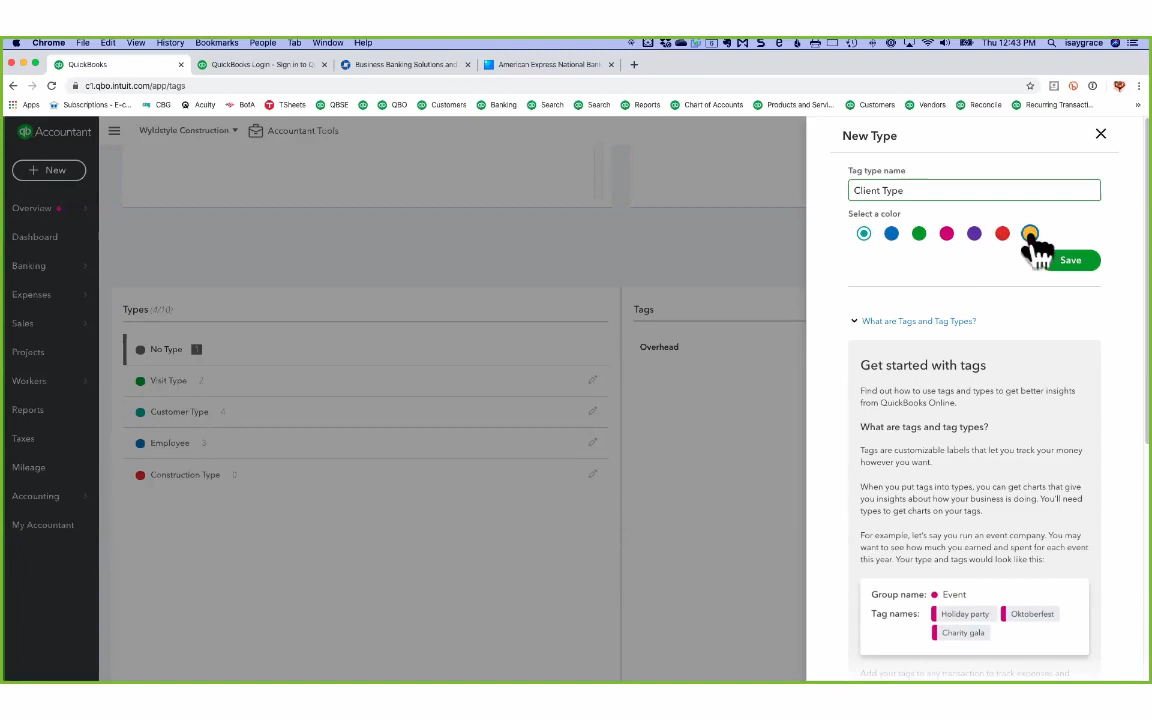 Chrome File Edit View History Bookmarks People Tab Window Help Thu 12:43 PM isaygrace
QuickBooks QuickBooks Login - Sign in to Q Business Banking Solutions and American Express National Ban
c1.qbo.intuit.com/app/tags
Apps Subscriptions - E-c... CBG Acuity BofA TSheets QBSE CJ QBO Customers Banking Search Search Reports Chart of Accounts Products and Servi... Customers Vendors Reconcile Recurring Transacti... »
qb Accountant
Wyldstyle Construction Accountant Tools
+ New
Overview
Dashboard
Banking
Expenses
Sales
Projects
Workers
Reports
Taxes
Mileage
Accounting
My Accountant
Types (4/10)
No Type 1
Visit Type 2
Customer Type 4
Employee 3
Construction Type 0
Tags
Overhead
New Type
Tag type name
Client Type
Select a color
Save
What are Tags and Tag Types?
Get started with tags
Find out how to use tags and types to get better insights
from QuickBooks Online.
What are tags and tag types?
Tags are customizable labels that let you track your money
however you want.
When you put tags into types, you can get charts that give
you insights about how your business is doing. You'll need
types to get charts on your tags.
For example, let's say you run an event company. You may
want to see how much you earned and spent for each event
this year. Your type and tags would look like this:
Group name: Event
Tag names: Holiday party Oktoberfest
Charity gala
Add your tags to any transaction to track expenses and